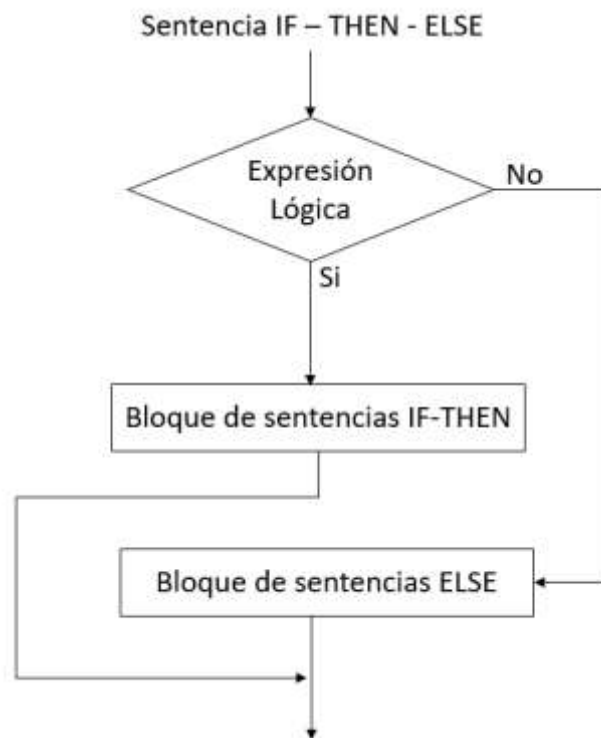 Sentencia IF – THEN - ELSE
Expresión
Lógica
No
Si
Bloque de sentencias IF-THEN
Bloque de sentencias ELSE